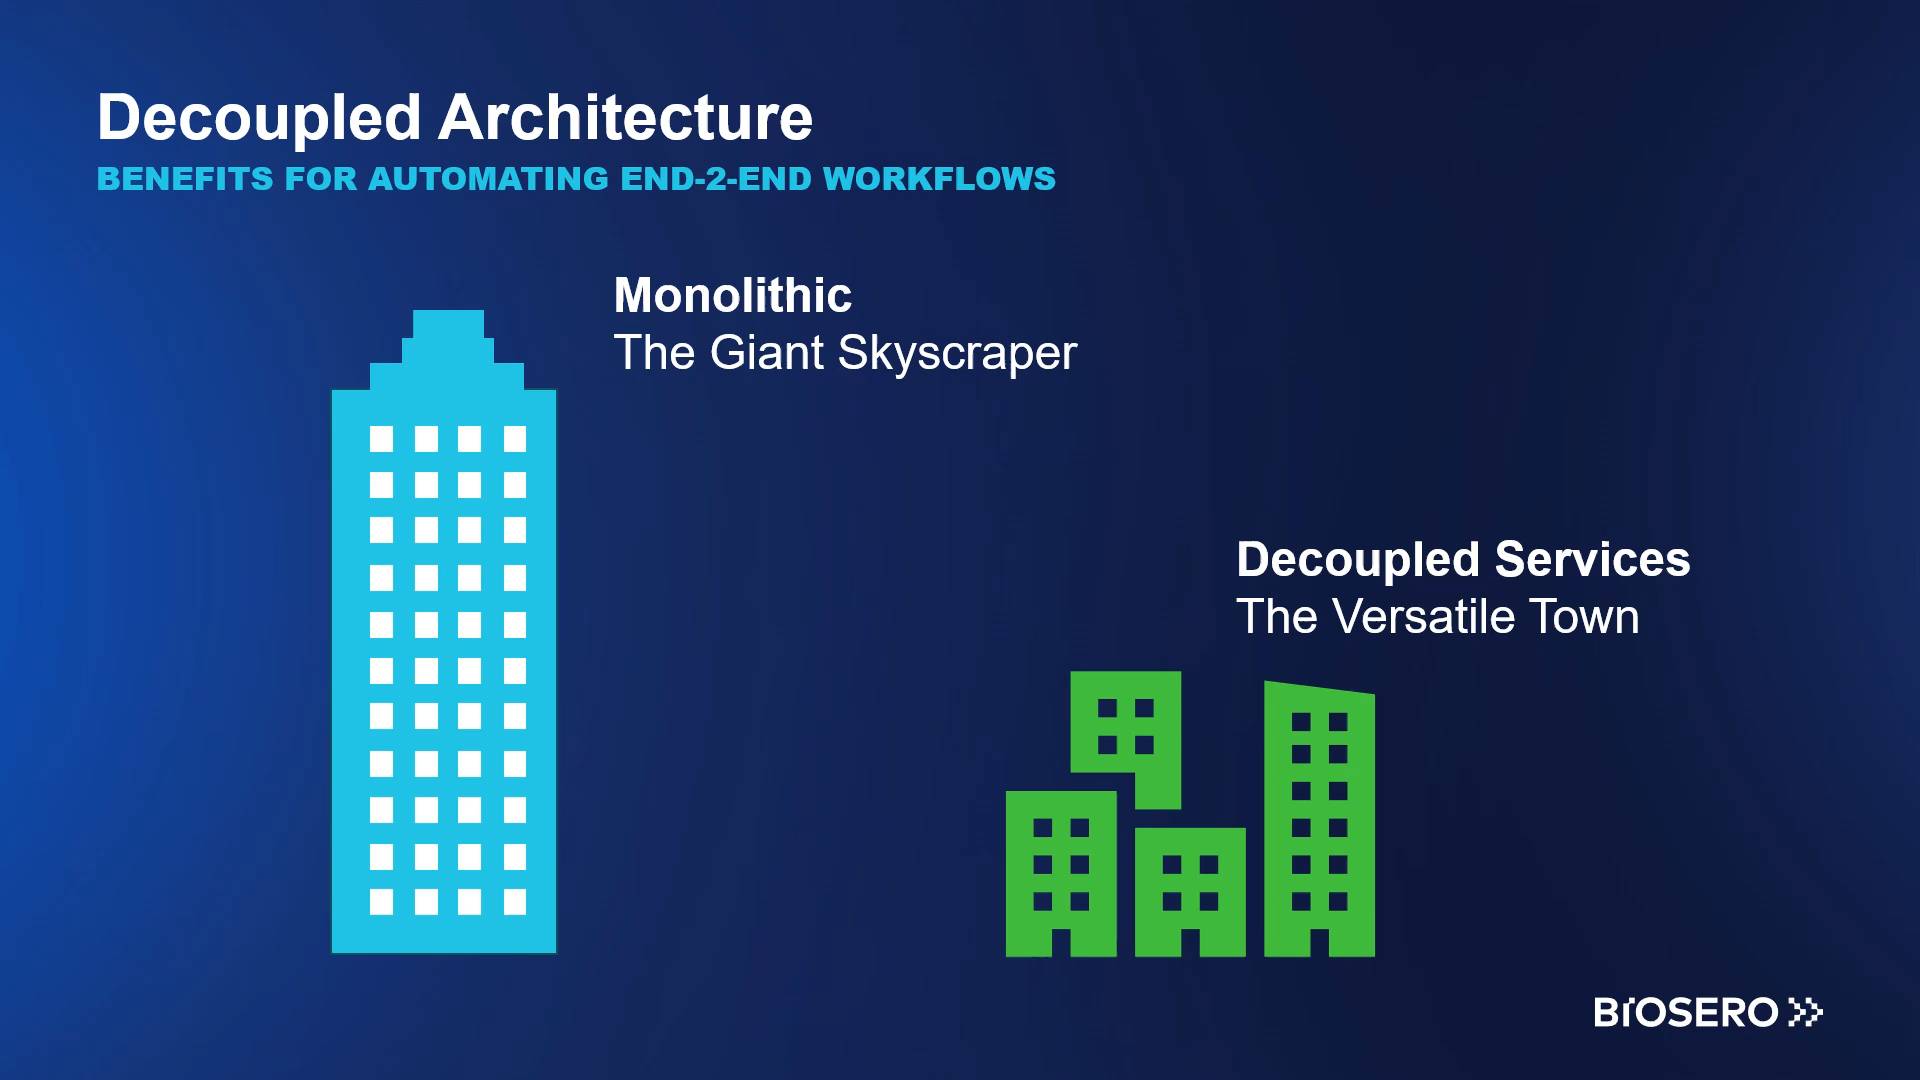 Decoupled Architecture
BENEFITS FOR AUTOMATING END-2-END WORKFLOWS
Monolithic
The Giant Skyscraper
Decoupled Services
The Versatile Town
BIOSERO